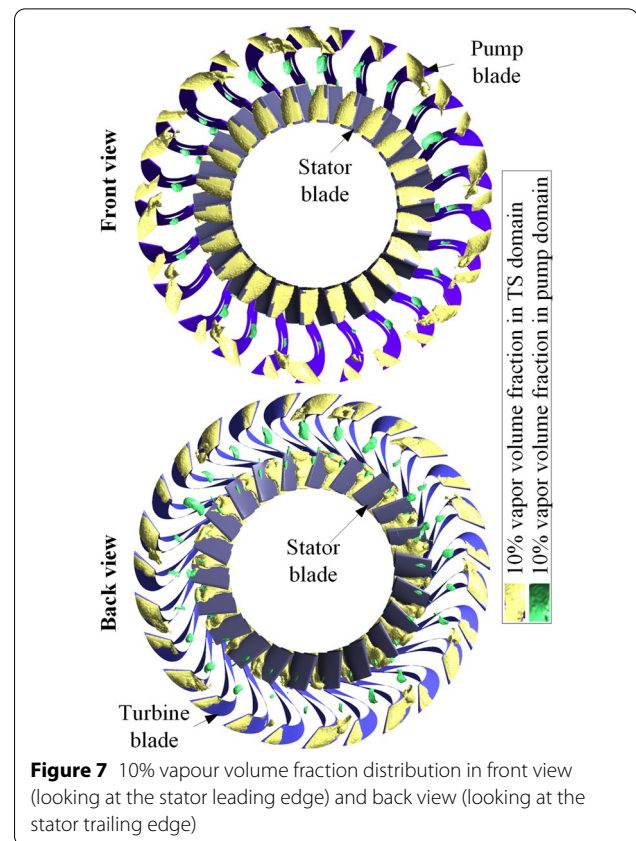 Pump
blade
Front view
Stator
blade
10% vapor volume fraction in TS domain
10% vapor volume fraction in pump domain
Back view
Stator
blade
Turbine
blade
Figure 7 10% vapour volume fraction distribution in front view
(looking at the stator leading edge) and back view (looking at the
stator trailing edge)